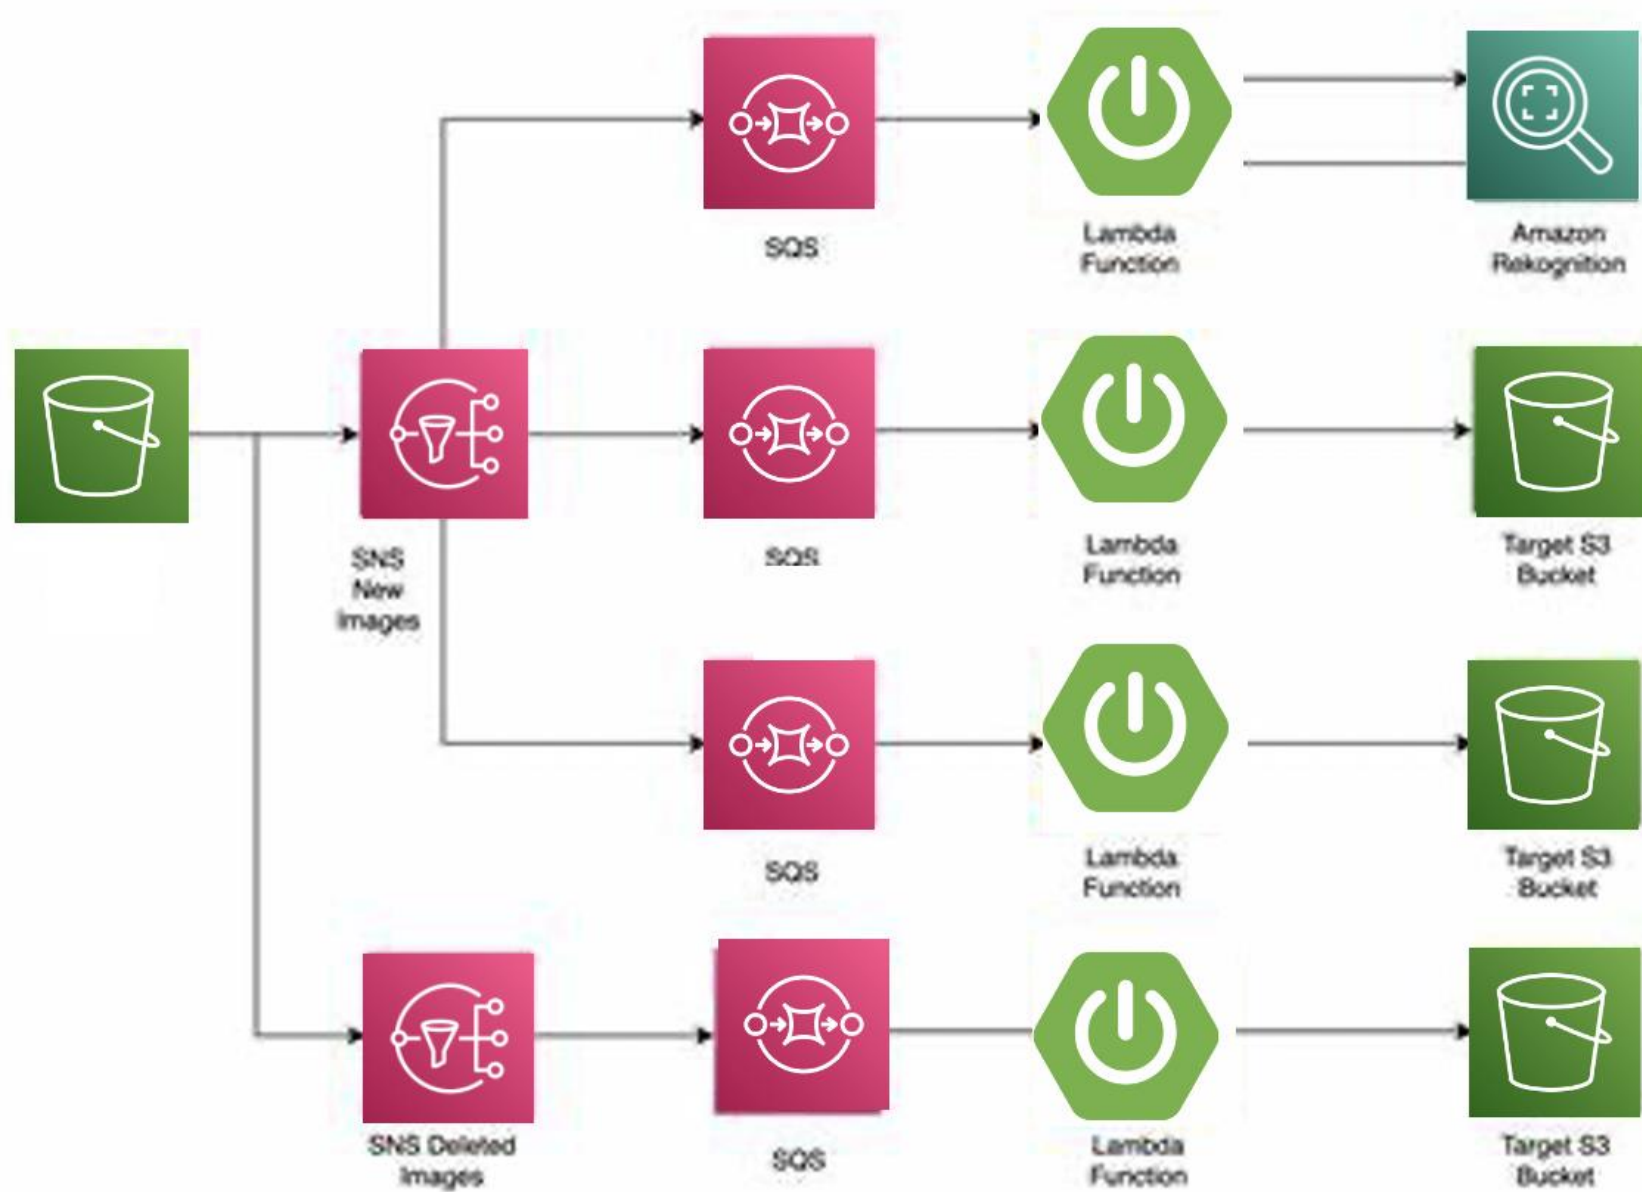 SQS
Lambda
Function
Amazon
Rekognition
SNS
New
Images
SQS
Lambda
Function
Target S3
Bucket
SQS
Lambda
Function
Target S3
Bucket
SNS Deleted
Images
SQS
Lambda
Function
Target S3
Bucket